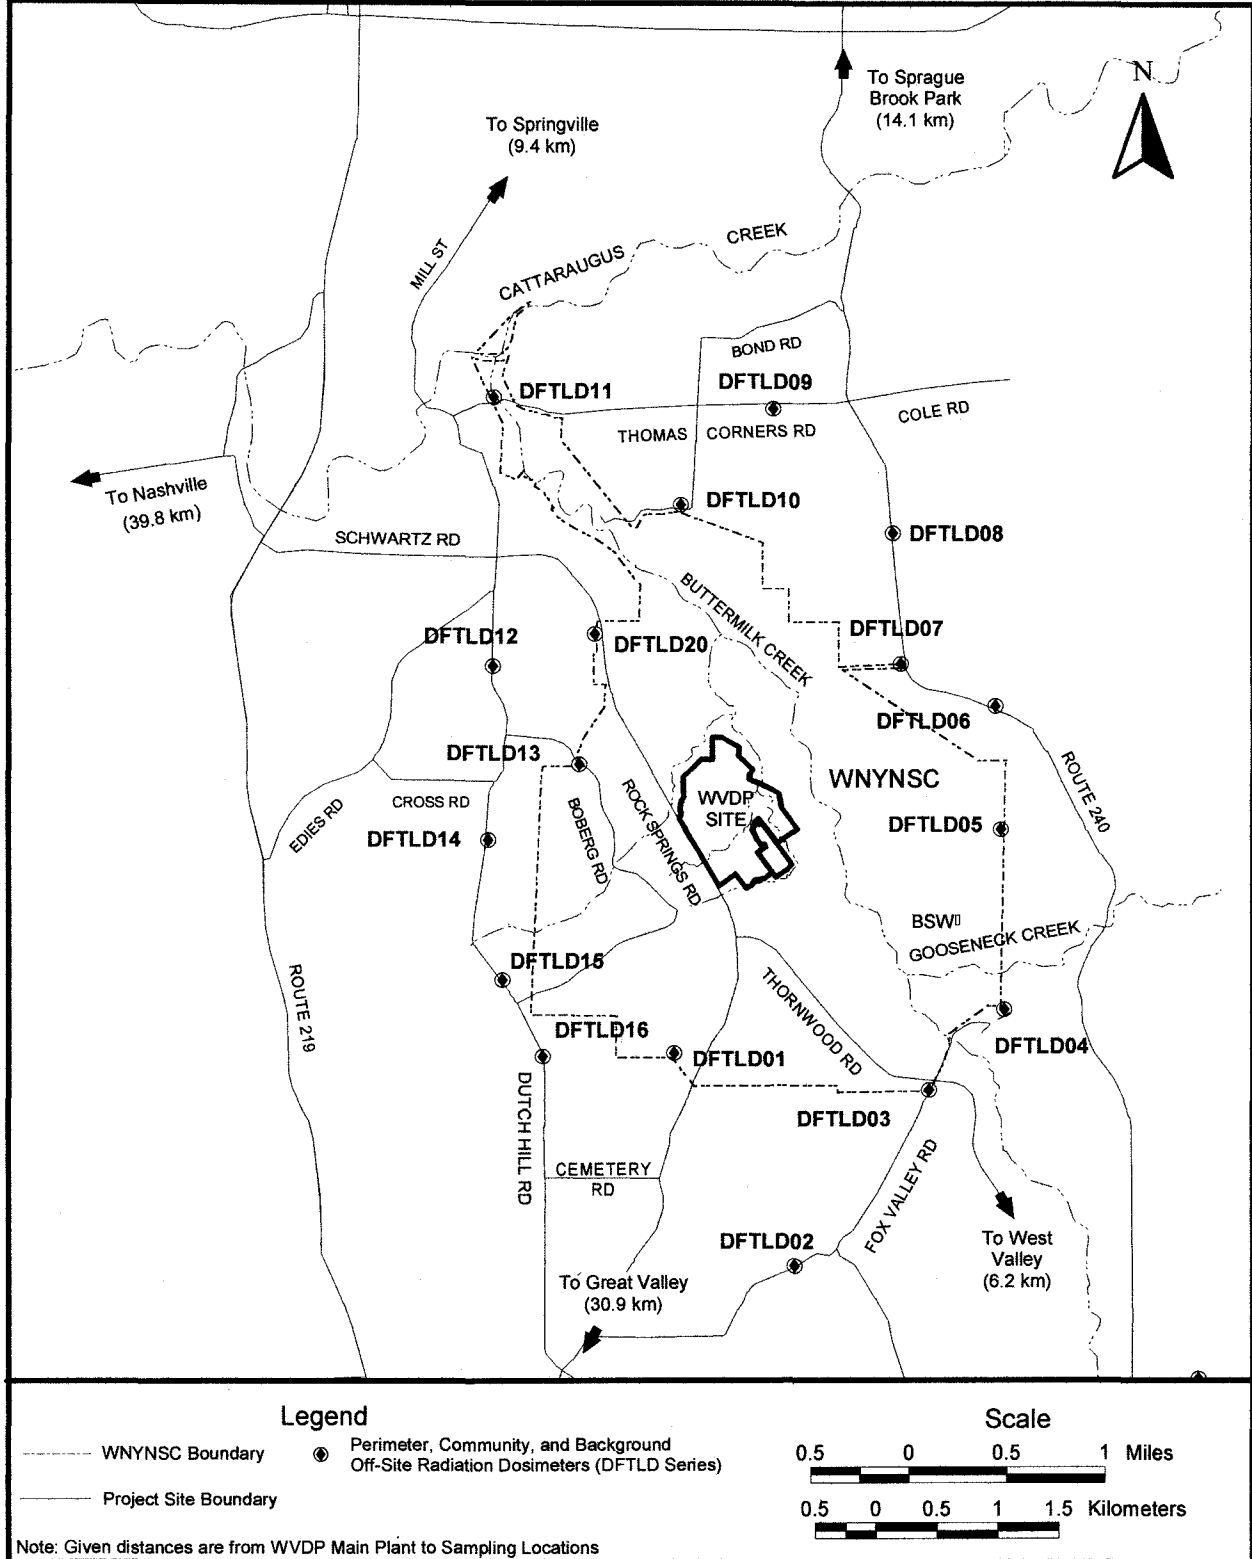 To Sprague
Brook Park
(14.1 km)
N
To Springville
(9.4 km)
MILL ST
CATTARAUGUS
CREEK
BOND RD
DFTLD09
DFTLD11
COLE RD
THOMAS CORNERS RD
To Nashville
(39.8 km)
DFTLD10
DFTLD08
SCHWARTZ RD
BUTTERMILK CREEK
DFTLD07
DFTLD12
DFTLD20
DFTLD06
DFTLD13
WNYNSC
ROUTE 240
WVDP
SITE
CROSS RD
EDIES RD
BOBERG RD
ROCK SPRINGS RD
DFTLD05
DFTLD14
BSW
GOOSENECK CREEK
DFTLD15
ROUTE 219
THORNWOOD RD
DFTLD16
DFTLD01
DFTLD04
DUTCH HILL RD
DFTLD03
CEMETERY
RD
FOX VALLEY RD
DFTLD02
To West
Valley
(6.2 km)
To Great Valley
(30.9 km)
Legend
WNYNSC Boundary
Perimeter, Community, and Background
Off-Site Radiation Dosimeters (DFTLD Series)
Project Site Boundary
Scale
0.5 0 0.5 1 Miles
0.5 0 0.5 1 1.5 Kilometers
Note: Given distances are from WVDP Main Plant to Sampling Locations